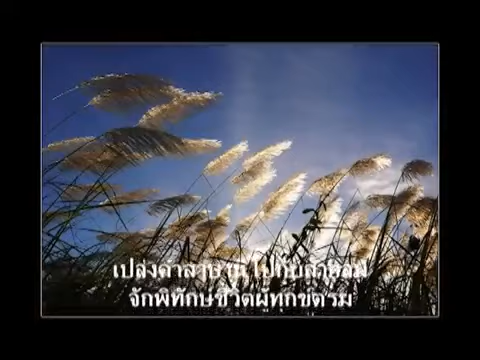 เปล่งคำสาบานไปกับสายลม
จักพิทักษ์ชีวิตผู้ทุกข์ตรม